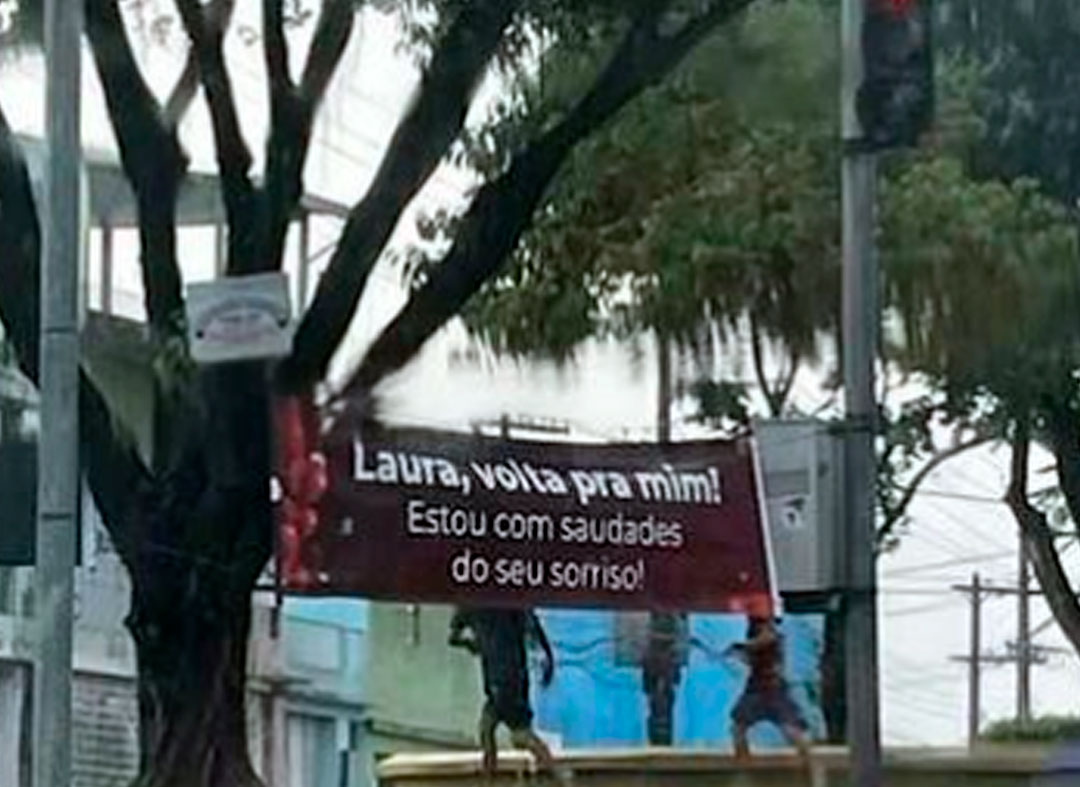 Laura, volta pra mim!
Estou com saudades
do seu sorriso!